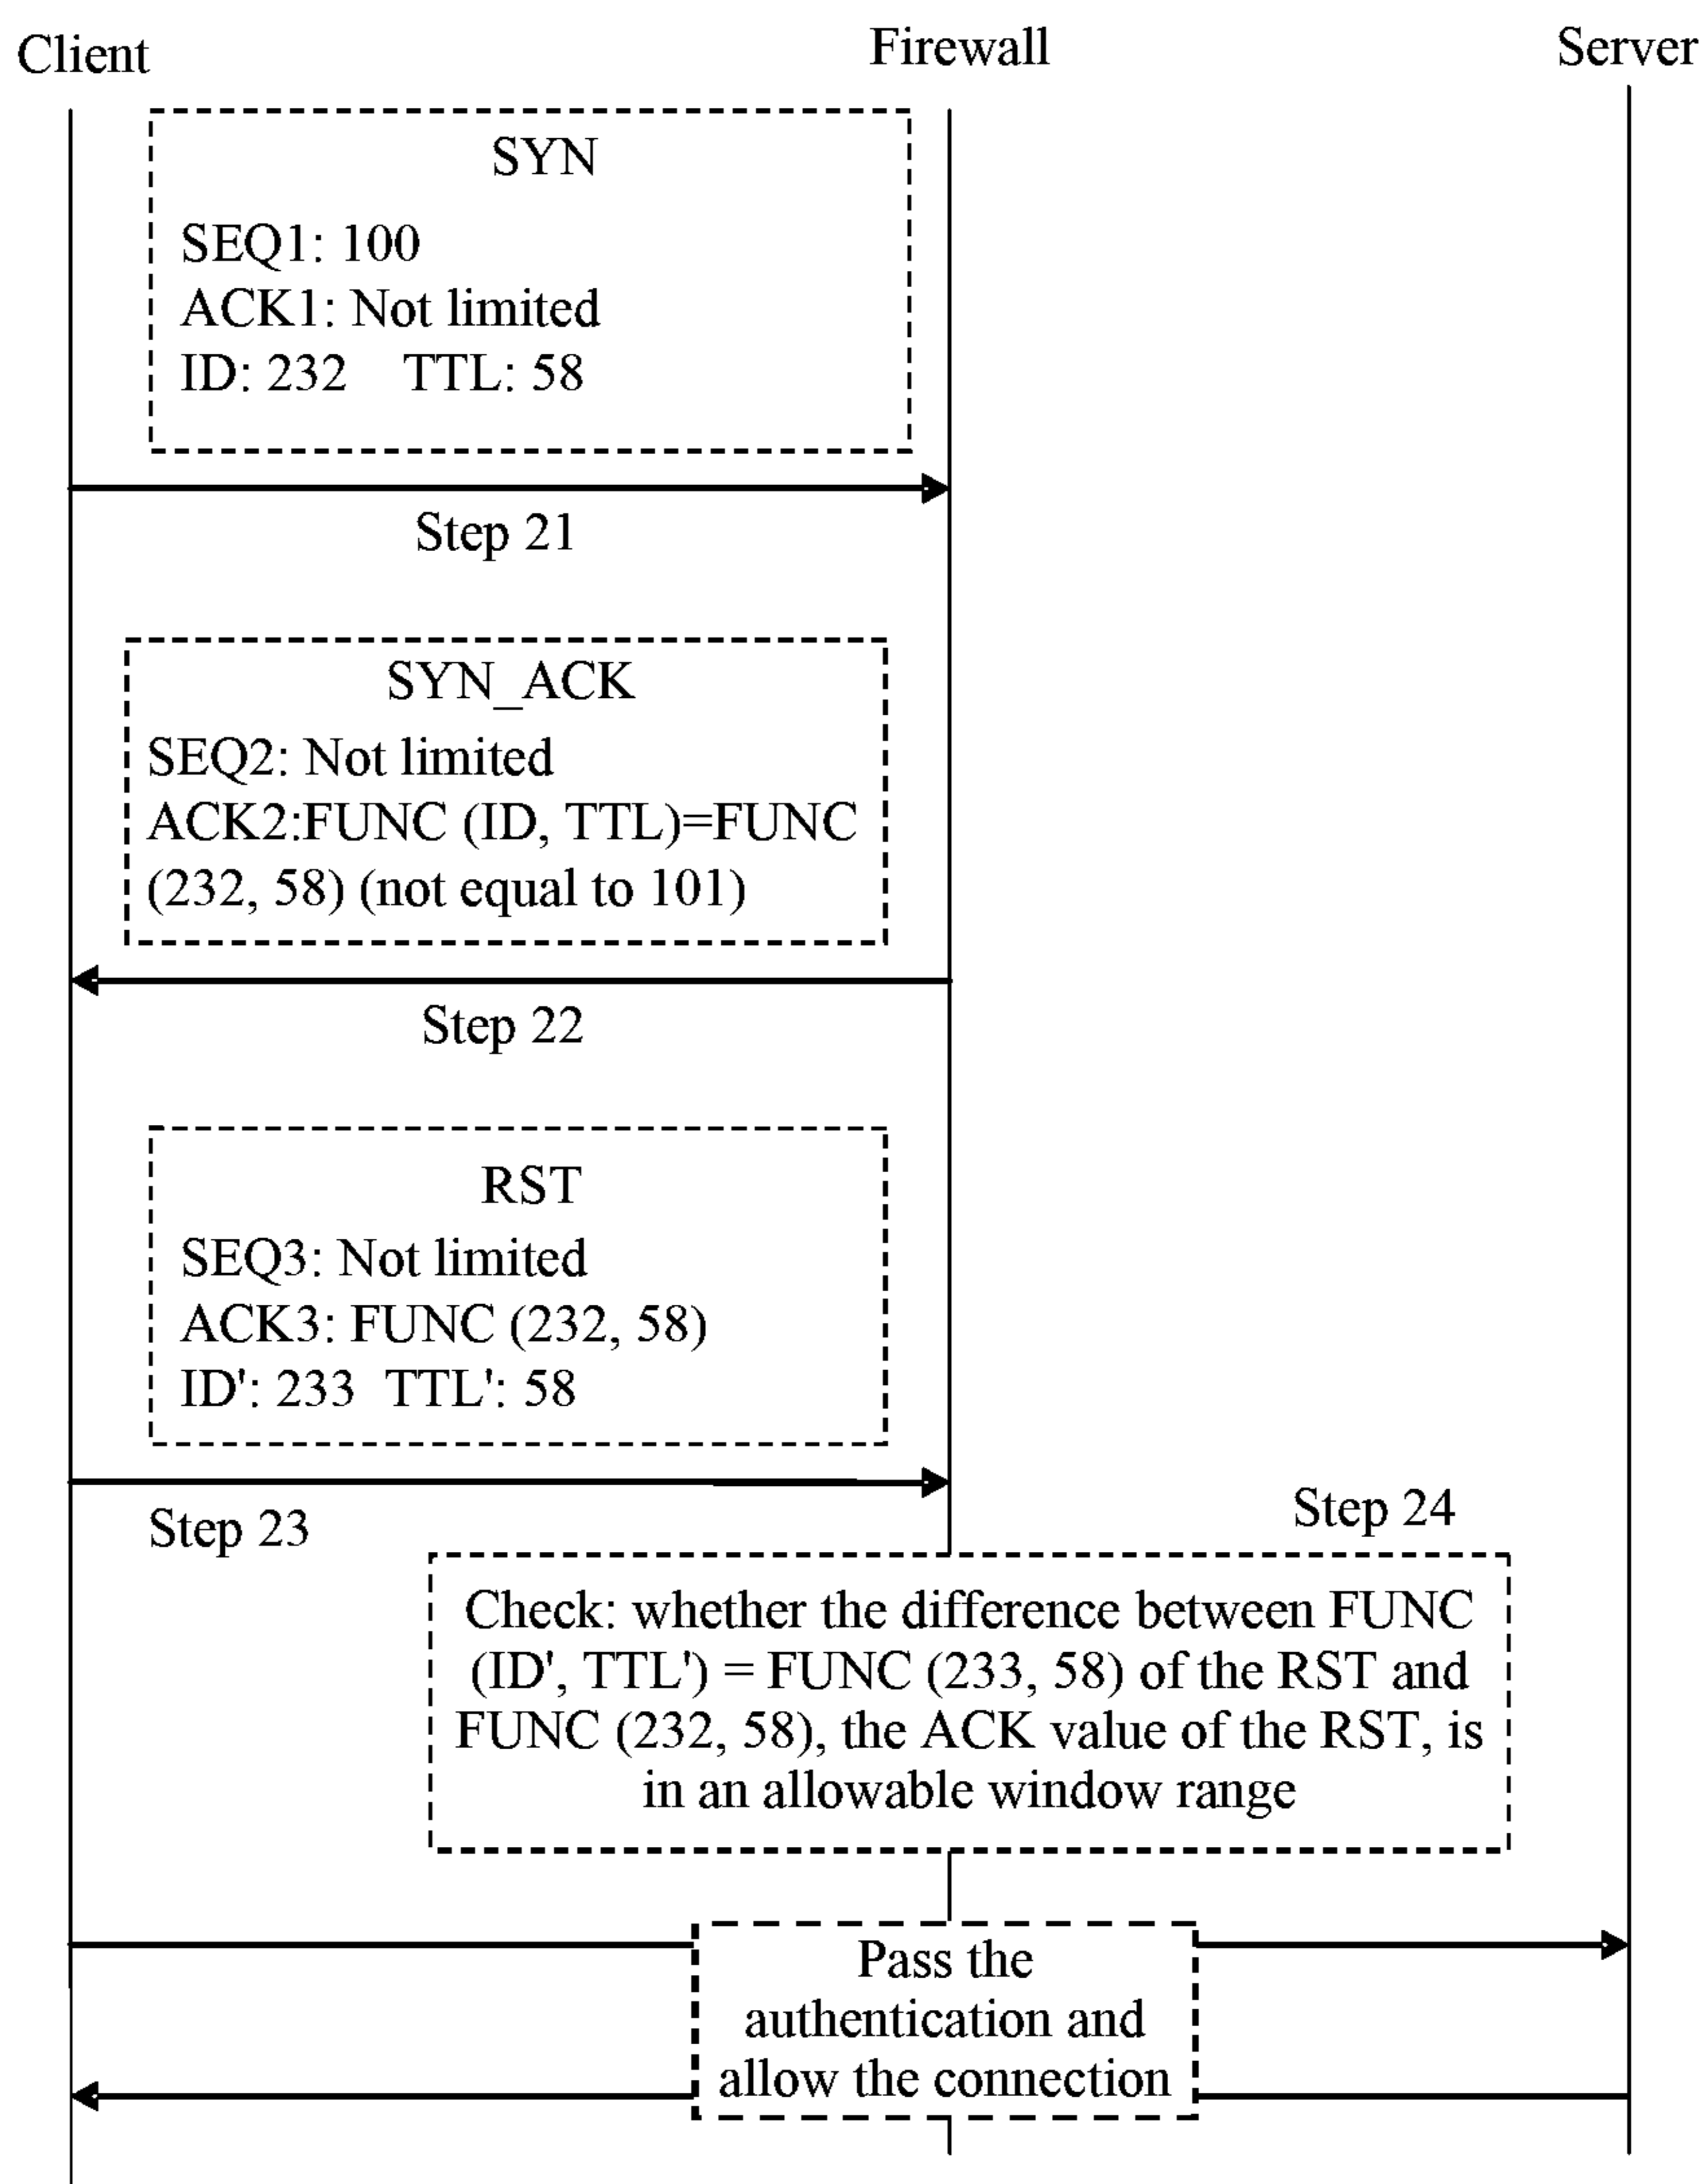 Client
Firewall
Server
SYN
SEQ1: 100
ACK1: Not limited
ID: 232 TTL: 58
Step 21
SYN_ACK
SEQ2: Not limited
ACK2:FUNC (ID, TTL)=FUNC
(232, 58) (not equal to 101)
Step 22
RST
SEQ3: Not limited
ACK3: FUNC (232, 58)
ID': 233 TTL': 58
Step 23
Step 24
Check: whether the difference between FUNC
(ID', TTL') = FUNC (233, 58) of the RST and
FUNC (232, 58), the ACK value of the RST, is
in an allowable window range
Pass the
authentication and
allow the connection